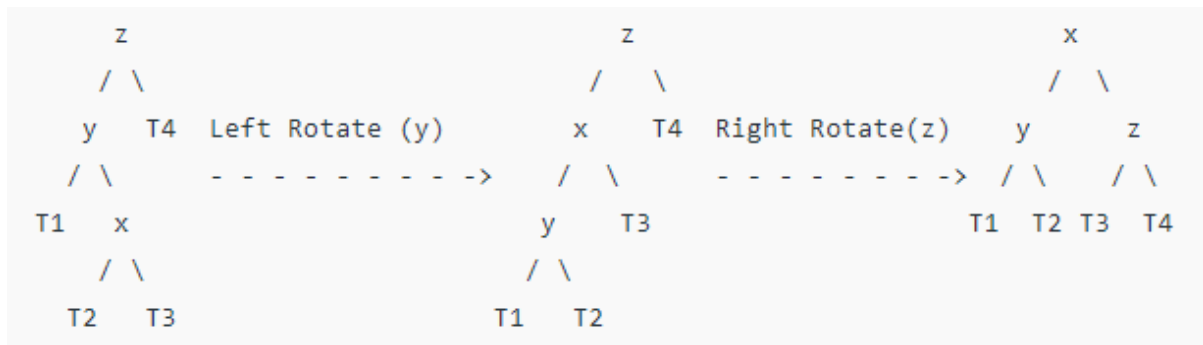 z z x
/ \ / \ / \
y T4 Left Rotate (y) x T4 Right Rotate(z) y z
/ \ - - - - - - - - -> / \ - - - - - - - -> / \ / \
T1 x y T3 T1 T2 T3 T4
/ \ / \
T2 T3 T1 T2